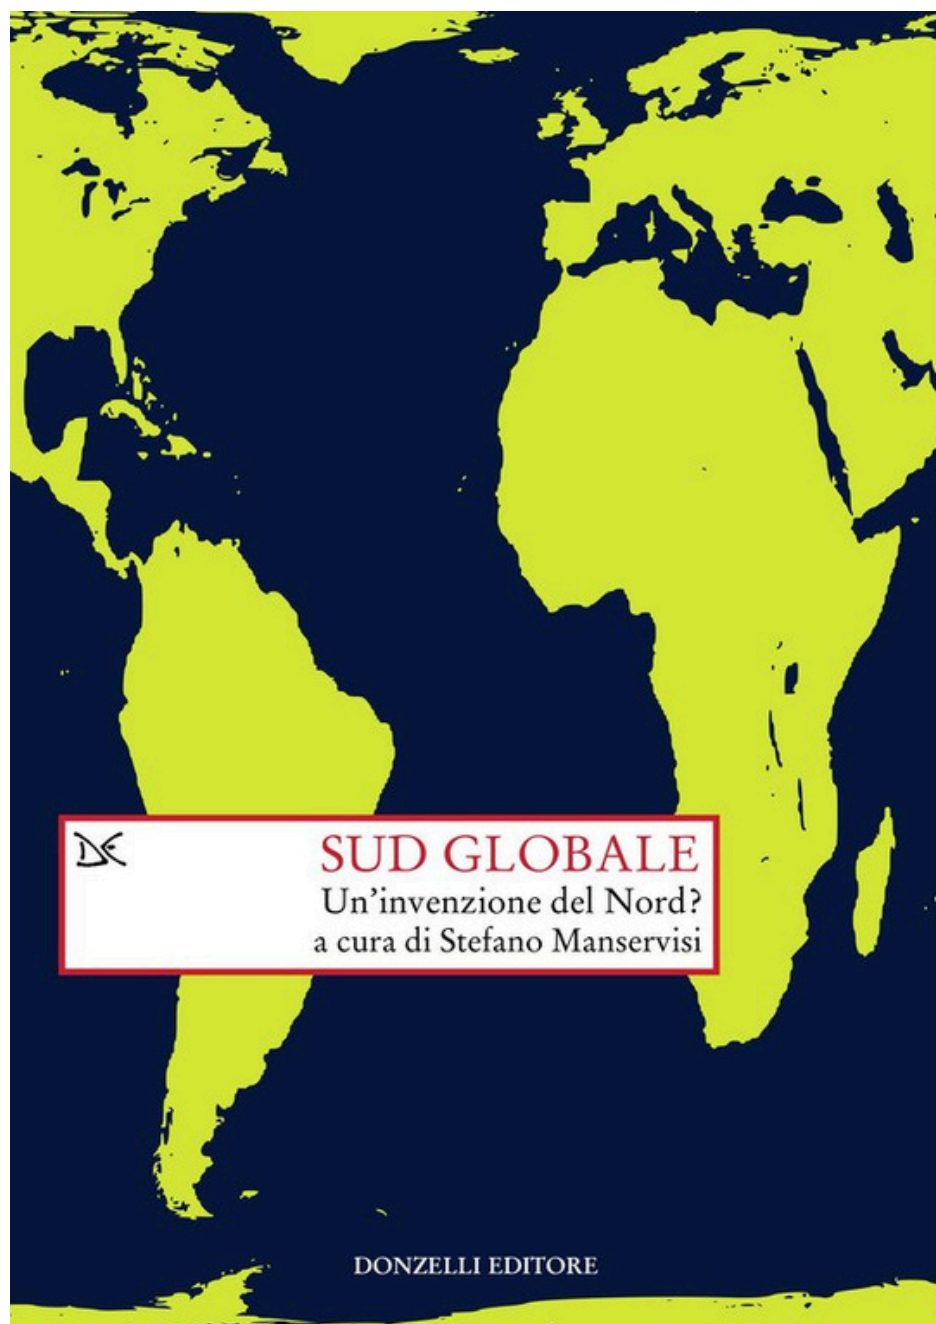 SUD GLOBALE
Un'invenzione del Nord?
a cura di Stefano Manservisi
DONZELLI EDITORE